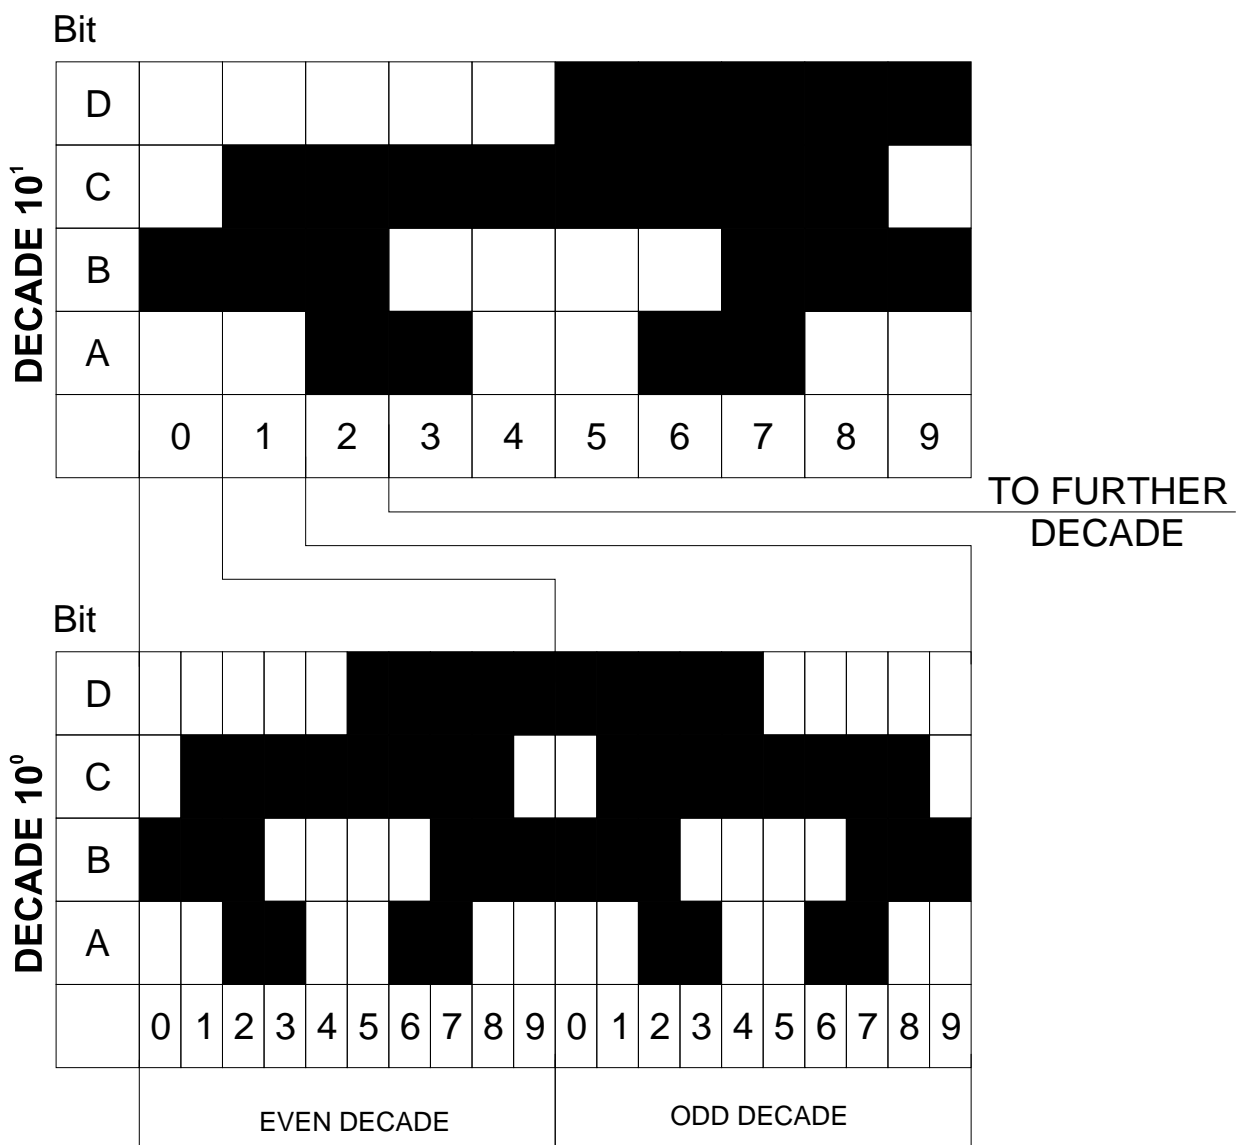 Bit
DECADE 10¹
D
C
B
A
0 1 2 3 4 5 6 7 8 9
TO FURTHER
DECADE
Bit
DECADE 10⁰
D
C
B
A
0 1 2 3 4 5 6 7 8 9 0 1 2 3 4 5 6 7 8 9
EVEN DECADE ODD DECADE